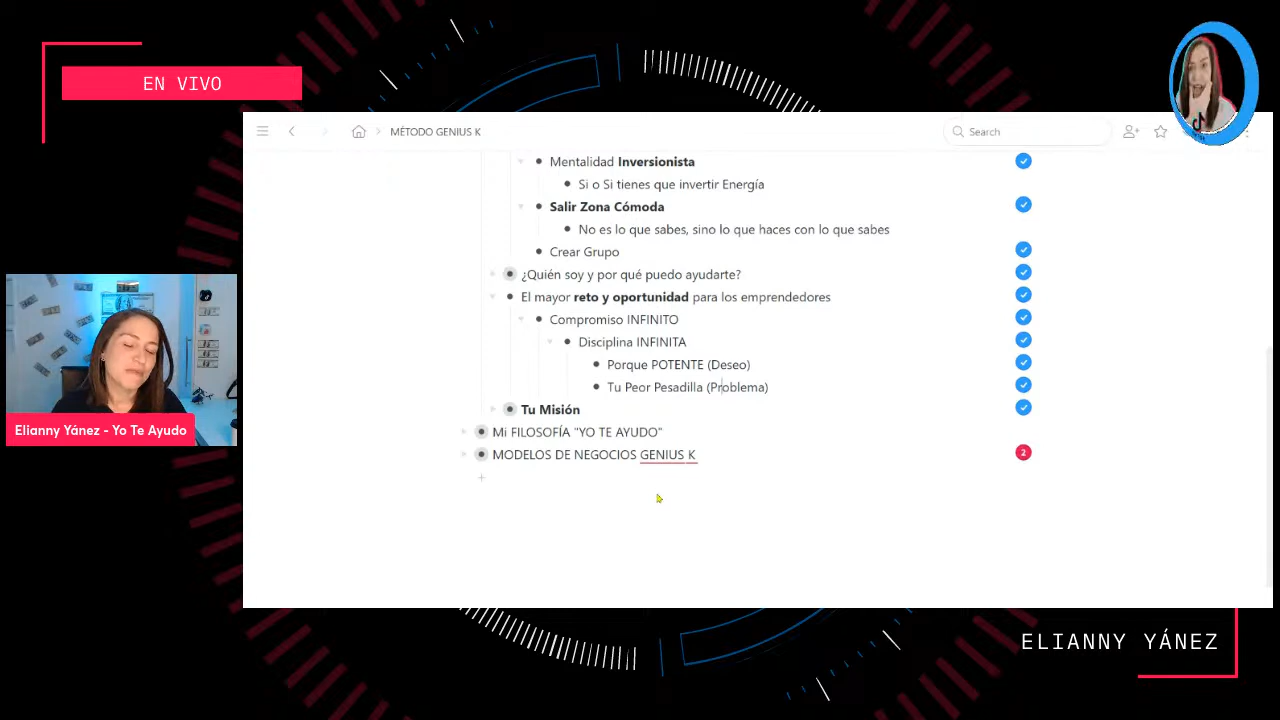 EN VIVO
MÉTODO GENIUS K
Search
Mentalidad Inversionista
Si o Si tienes que invertir Energía
Salir Zona Cómoda
No es lo que sabes, sino lo que haces con lo que sabes
Crear Grupo
¿Quién soy y por qué puedo ayudarte?
El mayor reto y oportunidad para los emprendedores
Compromiso INFINITO
Disciplina INFINITA
Porque POTENTE (Deseo)
Tu Peor Pesadilla (Problema)
Tu Misión
Mi FILOSOFÍA "YO TE AYUDO"
MODELOS DE NEGOCIOS GENIUS K
2
Elianny Yánez - Yo Te Ayudo
ELIANNY YÁNEZ